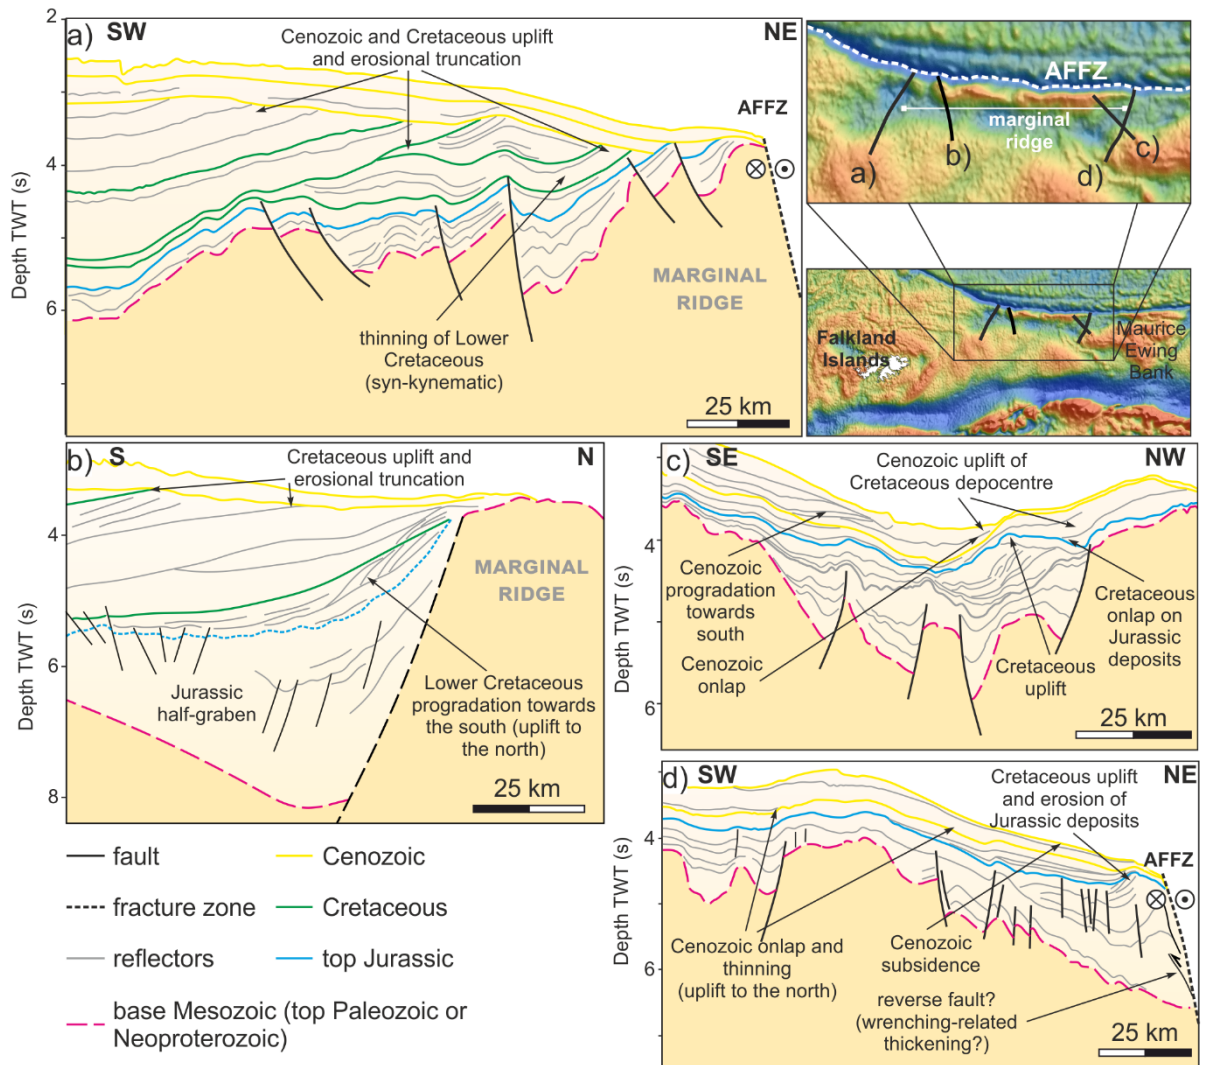 a) SW
NE
Cenozoic and Cretaceous uplift
and erosional truncation
AFFZ
2
4
6
Depth TWT (s)
MARGINAL
RIDGE
thinning of Lower
Cretaceous
(syn-kynematic)
25 km
AFFZ
marginal
ridge
a)
b)
c)
d)
Falkland
Islands
Maurice
Ewing
Bank
b) S
N
Cretaceous uplift and
erosional truncation
4
6
8
Depth TWT (s)
MARGINAL
RIDGE
Jurassic
half-graben
Lower Cretaceous
progradation towards
the south (uplift to
the north)
25 km
c) SE
NW
Cenozoic uplift of
Cretaceous depocentre
4
6
Depth TWT (s)
Cenozoic
progradation
towards
south
Cenozoic
onlap
Cretaceous
uplift
Cretaceous
onlap on
Jurassic
deposits
25 km
d) SW
NE
Cretaceous uplift
and erosion of
Jurassic deposits
AFFZ
4
6
Depth TWT (s)
Cenozoic onlap and
thinning
(uplift to the north)
Cenozoic
subsidence
reverse fault?
(wrenching-related
thickening?)
25 km
fault
Cenozoic
fracture zone
Cretaceous
reflectors
top Jurassic
base Mesozoic (top Paleozoic or
Neoproterozoic)